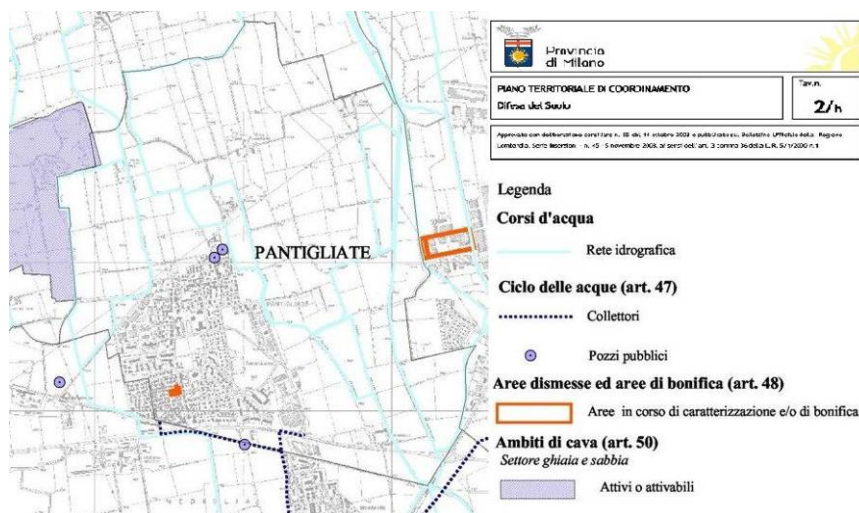 Provincia
di Milano
PIANO TERRITORIALE DI COORDINAMENTO
Difesa del Suolo
Tav.n.
2/h
Legenda
Corsi d'acqua
Rete idrografica
Ciclo delle acque (art. 47)
Collettori
Pozzi pubblici
Aree dismesse ed aree di bonifica (art. 48)
Aree in corso di caratterizzazione e/o di bonifica
Ambiti di cava (art. 50)
Settore ghiaia e sabbia
Attivi o attivabili
PANTIGLIATE